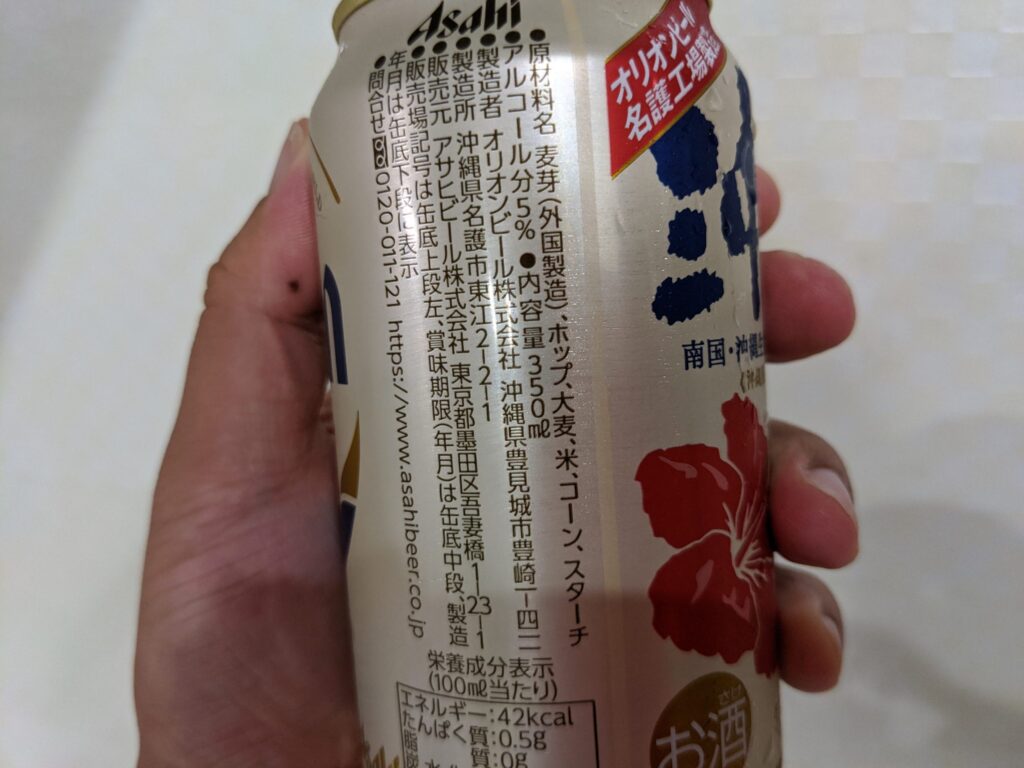 Asahi
●原材料名 麦芽(外国製造)、ホップ、大麦、米、コーン、スターチ
●アルコール分5% ●内容量350ml
●製造者 オリオンビール株式会社 沖縄県豊見城市豊崎一四二
●製造所 沖縄県名護市東江2-2-1
●販売元 アサヒビール株式会社 東京都墨田区吾妻橋1-23-1
●販売場記号は缶底上段左、賞味期限(年月)は缶底中段、製造
年月は缶底下段に表示
●問合せ 0120-011-121 https://www.asahibeer.co.jp
栄養成分表示
(100ml当たり)
エネルギー:42kcal
たんぱく質:0.5g
脂質:0g
オリオンビール
名護工場製造
南国・沖縄
お酒